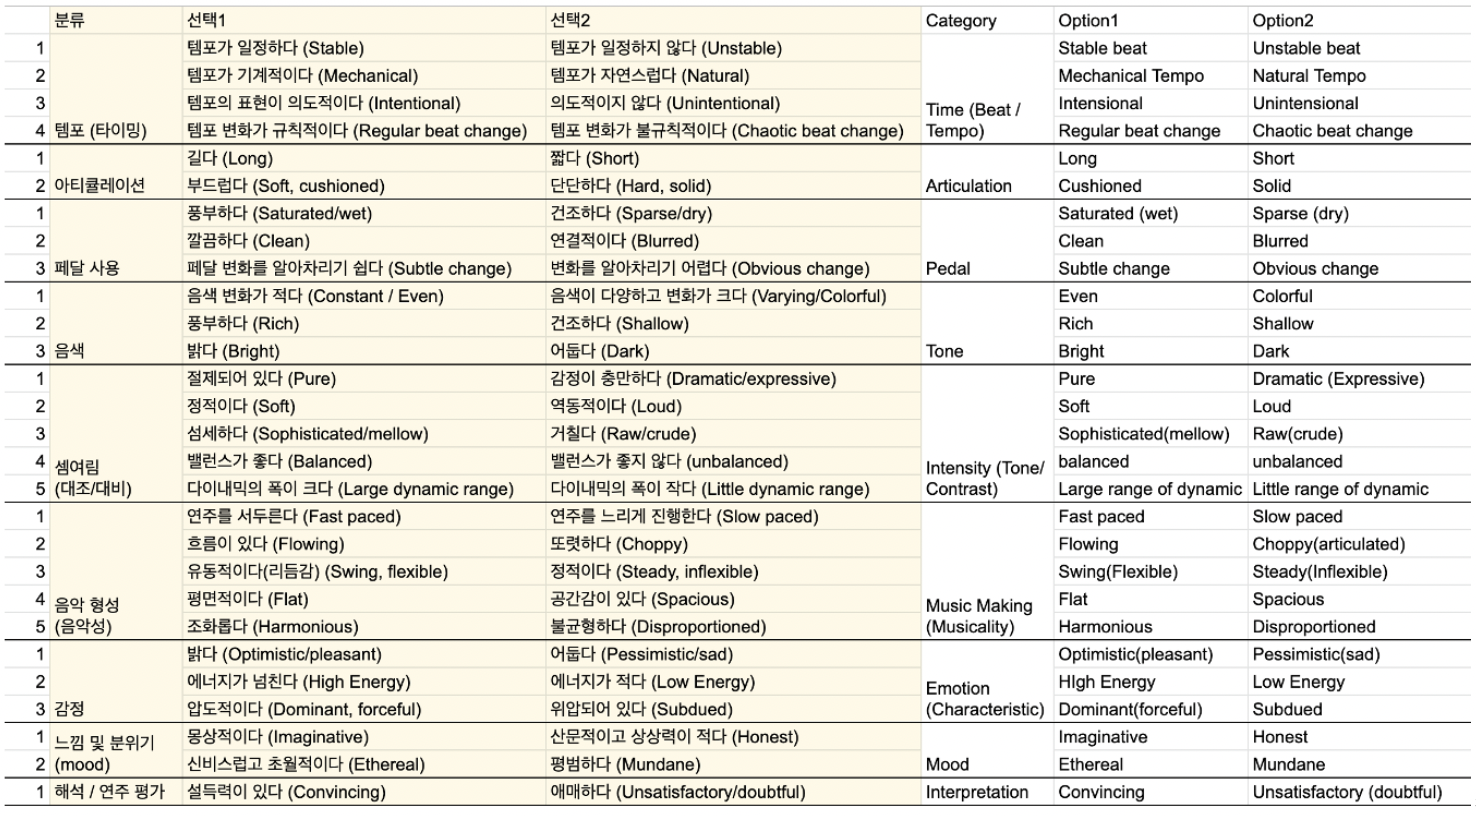 분류 선택1 선택2 Category Option1 Option2
1 템포가 일정하다 (Stable) 템포가 일정하지 않다 (Unstable) Stable beat Unstable beat
2 템포가 기계적이다 (Mechanical) 템포가 자연스럽다 (Natural) Mechanical Tempo Natural Tempo
3 템포의 표현이 의도적이다 (Intentional) 의도적이지 않다 (Unintentional) Time (Beat / Intensional Unintensional
4 템포 (타이밍) 템포 변화가 규칙적이다 (Regular beat change) 템포 변화가 불규칙적이다 (Chaotic beat change) Tempo) Regular beat change Chaotic beat change
1 길다 (Long) 짧다 (Short) Long Short
2 아티큘레이션 부드럽다 (Soft, cushioned) 단단하다 (Hard, solid) Articulation Cushioned Solid
1 풍부하다 (Saturated/wet) 건조하다 (Sparse/dry) Saturated (wet) Sparse (dry)
2 깔끔하다 (Clean) 연결적이다 (Blurred) Clean Blurred
3 페달 사용 페달 변화를 알아차리기 쉽다 (Subtle change) 변화를 알아차리기 어렵다 (Obvious change) Pedal Subtle change Obvious change
1 음색 변화가 적다 (Constant / Even) 음색이 다양하고 변화가 크다 (Varying/Colorful) Even Colorful
2 풍부하다 (Rich) 건조하다 (Shallow) Rich Shallow
3 음색 밝다 (Bright) 어둡다 (Dark) Tone Bright Dark
1 절제되어 있다 (Pure) 감정이 충만하다 (Dramatic/expressive) Pure Dramatic (Expressive)
2 정적이다 (Soft) 역동적이다 (Loud) Soft Loud
3 섬세하다 (Sophisticated/mellow) 거칠다 (Raw/crude) Sophisticated(mellow) Raw(crude)
4 셈여림 밸런스가 좋다 (Balanced) 밸런스가 좋지 않다 (unbalanced) Intensity (Tone/ balanced unbalanced
5 (대조/대비) 다이내믹의 폭이 크다 (Large dynamic range) 다이내믹의 폭이 작다 (Little dynamic range) Contrast) Large range of dynamic Little range of dynamic
1 연주를 서두른다 (Fast paced) 연주를 느리게 진행한다 (Slow paced) Fast paced Slow paced
2 흐름이 있다 (Flowing) 또렷하다 (Choppy) Flowing Choppy(articulated)
3 유동적이다(리듬감) (Swing, flexible) 정적이다 (Steady, inflexible) Swing(Flexible) Steady(Inflexible)
4 음악 형성 평면적이다 (Flat) 공간감이 있다 (Spacious) Music Making Flat Spacious
5 (음악성) 조화롭다 (Harmonious) 불균형하다 (Disproportioned) (Musicality) Harmonious Disproportioned
1 밝다 (Optimistic/pleasant) 어둡다 (Pessimistic/sad) Optimistic(pleasant) Pessimistic(sad)
2 에너지가 넘친다 (High Energy) 에너지가 적다 (Low Energy) Emotion HIgh Energy Low Energy
3 감정 압도적이다 (Dominant, forceful) 위압되어 있다 (Subdued) (Characteristic) Dominant(forceful) Subdued
1 느낌 및 분위기 몽상적이다 (Imaginative) 산문적이고 상상력이 적다 (Honest) Imaginative Honest
2 (mood) 신비스럽고 초월적이다 (Ethereal) 평범하다 (Mundane) Mood Ethereal Mundane
1 해석 / 연주 평가 설득력이 있다 (Convincing) 애매하다 (Unsatisfactory/doubtful) Interpretation Convincing Unsatisfactory (doubtful)